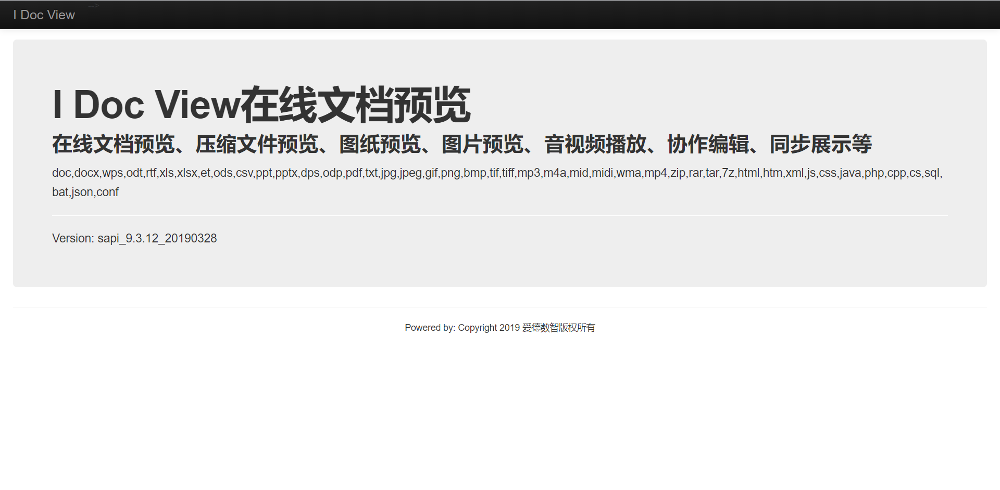 I Doc View
-->
I Doc View在线文档预览
在线文档预览、压缩文件预览、图纸预览、图片预览、音视频播放、协作编辑、同步展示等
doc,docx,wps,odt,rtf,xls,xlsx,et,ods,csv,ppt,pptx,dps,odp,pdf,txt,jpg,jpeg,gif,png,bmp,tif,tiff,mp3,m4a,mid,midi,wma,mp4,zip,rar,tar,7z,html,htm,xml,js,css,java,php,cpp,cs,sql,
bat,json,conf
Version: sapi_9.3.12_20190328
Powered by: Copyright 2019 爱德数智版权所有